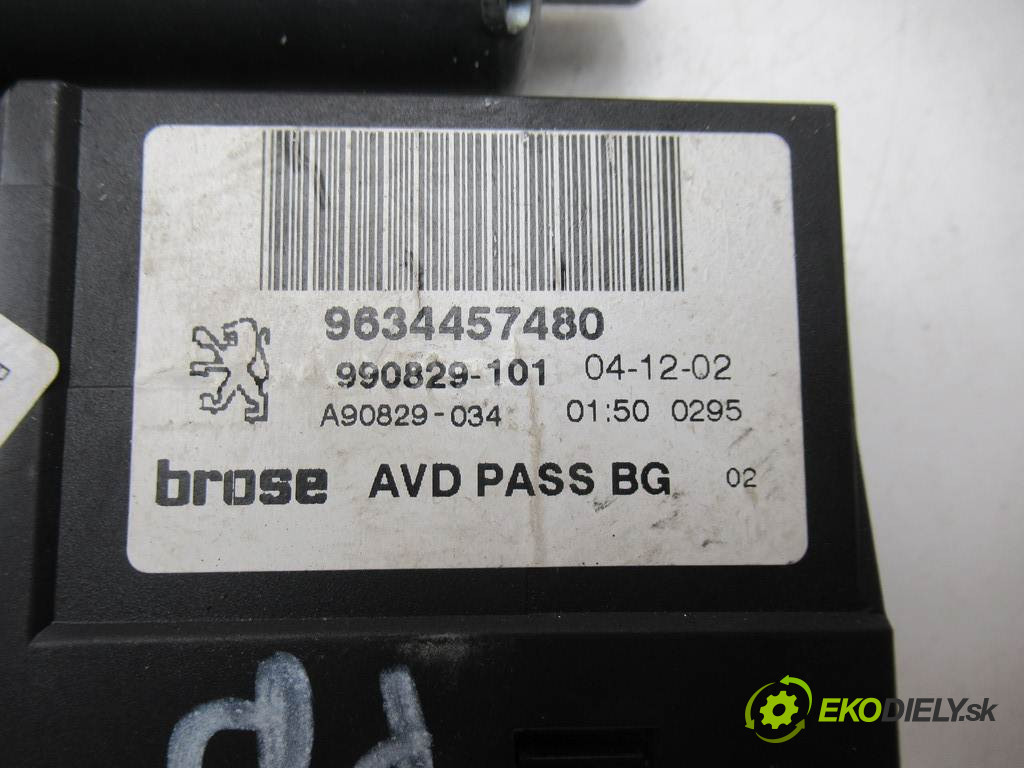 9634457480
990829-101 04-12-02
A90829-034 01:50 0295
brose AVD PASS BG 02
PP
EKODIELY.sk